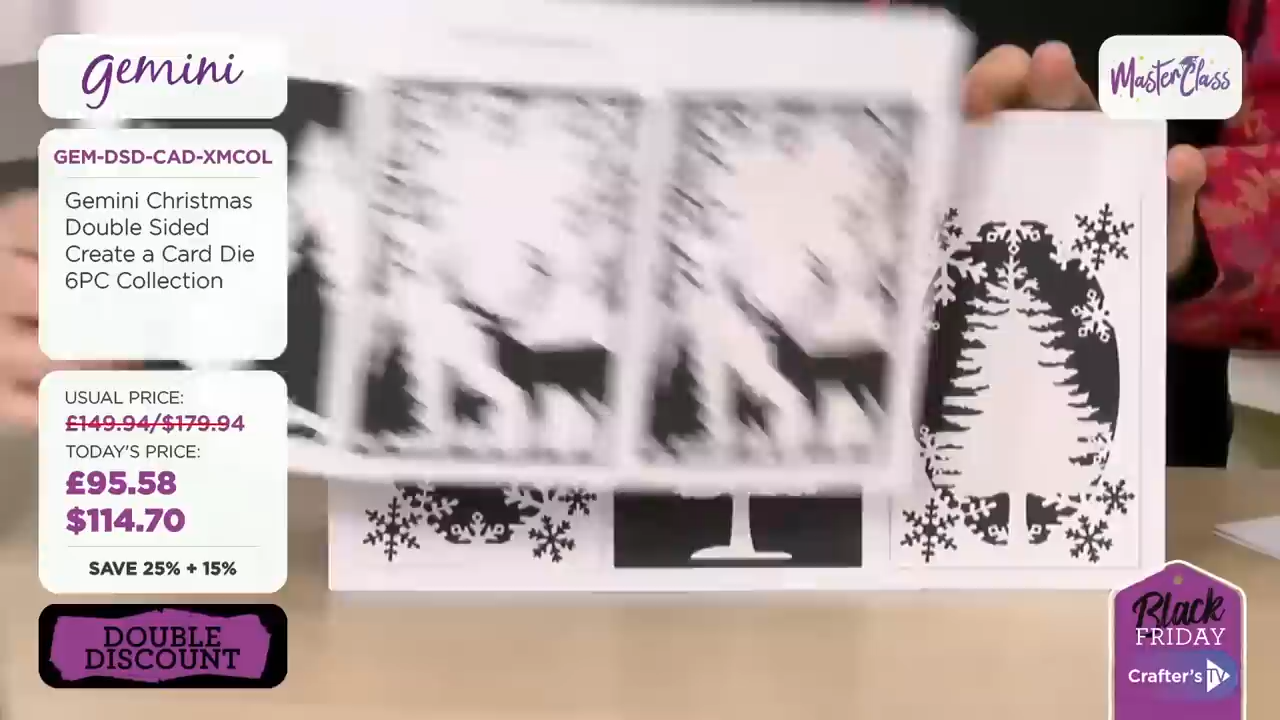 gemini
GEM-DSD-CAD-XMCOL
Gemini Christmas
Double Sided
Create a Card Die
6PC Collection
USUAL PRICE:
£149.94/$179.94
TODAY'S PRICE:
£95.58
$114.70
SAVE 25% + 15%
DOUBLE
DISCOUNT
MasterClass
Black
FRIDAY
Crafter's TV